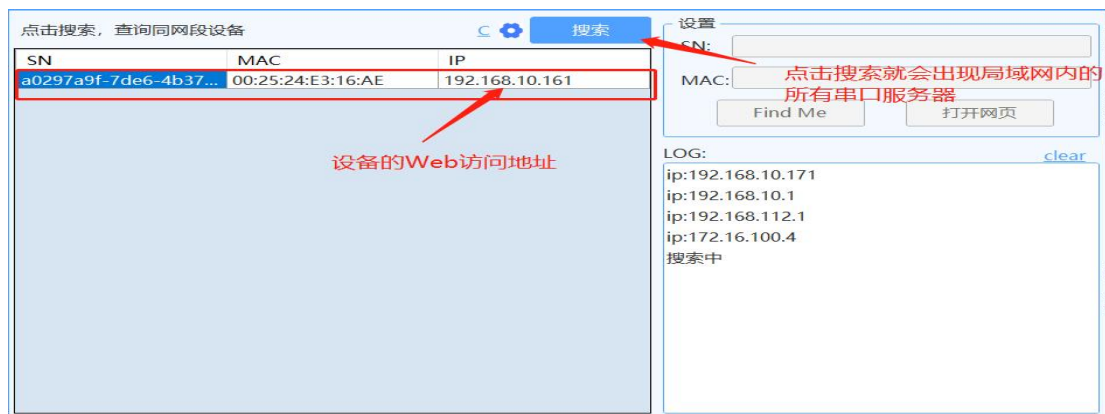 点击搜索，查询同网段设备
C
搜索
SN
MAC
IP
a0297a9f-7de6-4b37...
00:25:24:E3:16:AE
192.168.10.161
设备的Web访问地址
设置
SN:
MAC:
点击搜索就会出现局域网内的
所有串口服务器
Find Me
打开网页
LOG:
clear
ip:192.168.10.171
ip:192.168.10.1
ip:192.168.112.1
ip:172.16.100.4
搜索中